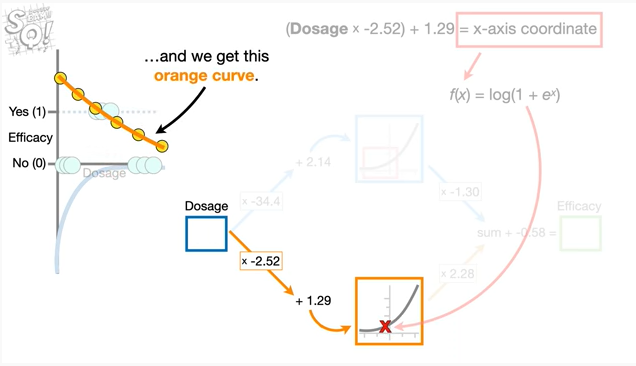 StatQuest!
(Dosage x -2.52) + 1.29 = x-axis coordinate
…and we get this
orange curve.
f(x) = log(1 + eˣ)
Yes (1)
Efficacy
No (0)
Dosage
+ 2.14
x -34.4
x -1.30
Dosage
Efficacy
sum + -0.58 =
x -2.52
x 2.28
+ 1.29
X